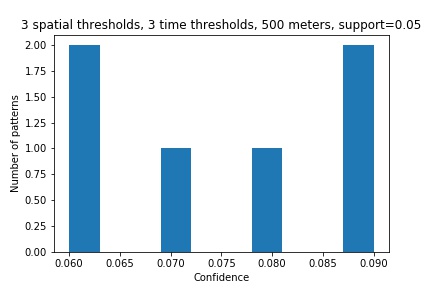 3 spatial thresholds, 3 time thresholds, 500 meters, support=0.05
2.00
1.75
1.50
1.25
1.00
0.75
0.50
0.25
0.00
Number of patterns
0.060 0.065 0.070 0.075 0.080 0.085 0.090
Confidence